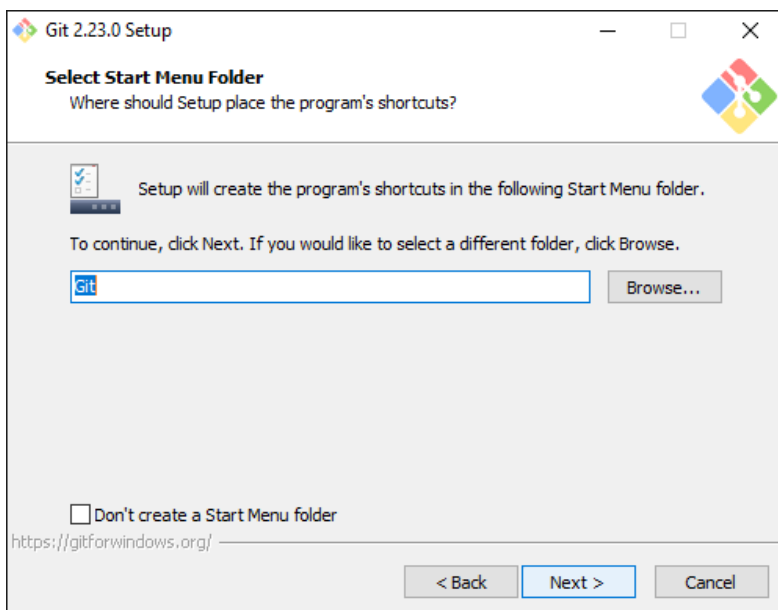 Git 2.23.0 Setup
Select Start Menu Folder
Where should Setup place the program's shortcuts?
Setup will create the program's shortcuts in the following Start Menu folder.
To continue, click Next. If you would like to select a different folder, click Browse.
Git
Browse...
Don't create a Start Menu folder
https://gitforwindows.org/
< Back
Next >
Cancel